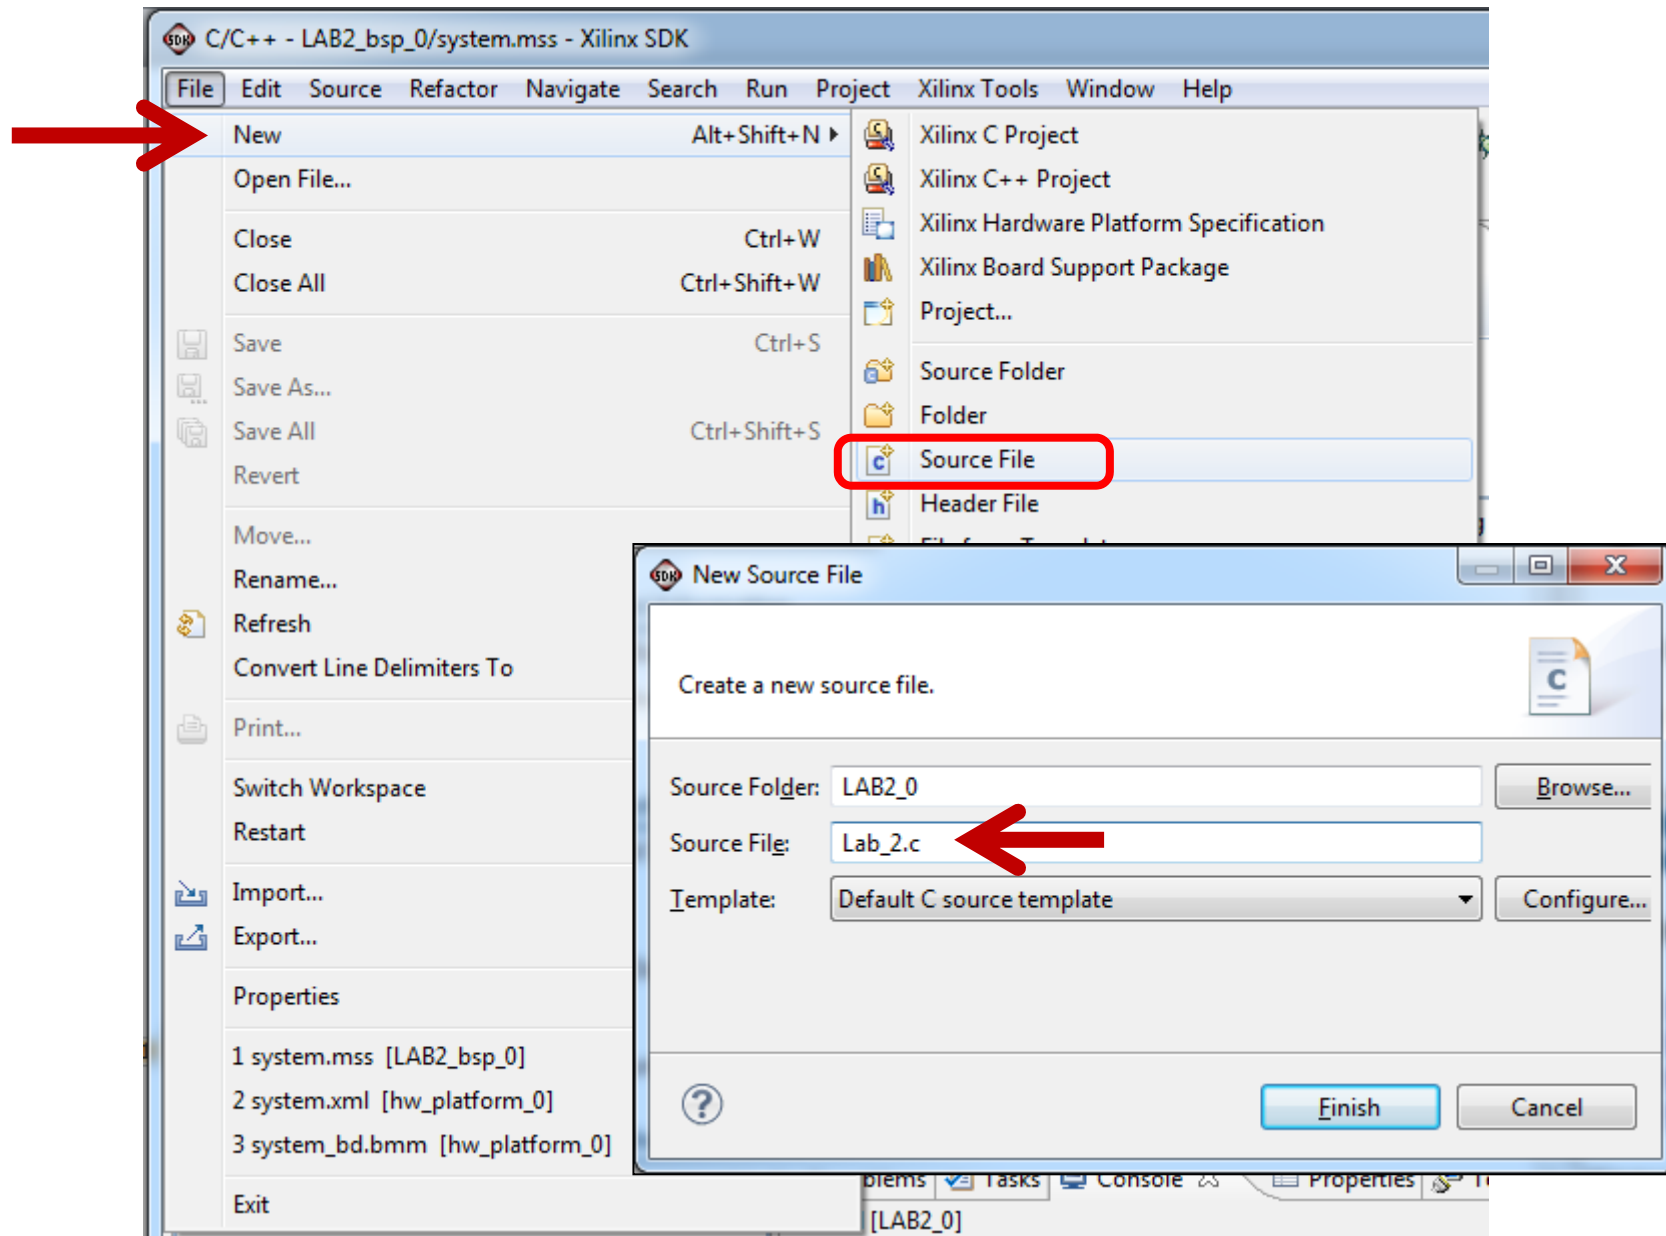 C/C++ - LAB2_bsp_0/system.mss - Xilinx SDK
File Edit Source Refactor Navigate Search Run Project Xilinx Tools Window Help
New Alt+Shift+N
Open File...
Close Ctrl+W
Close All Ctrl+Shift+W
Save Ctrl+S
Save As...
Save All Ctrl+Shift+S
Revert
Move...
Rename...
Refresh
Convert Line Delimiters To
Print...
Switch Workspace
Restart
Import...
Export...
Properties
1 system.mss [LAB2_bsp_0]
2 system.xml [hw_platform_0]
3 system_bd.bmm [hw_platform_0]
Exit
Xilinx C Project
Xilinx C++ Project
Xilinx Hardware Platform Specification
Xilinx Board Support Package
Project...
Source Folder
Folder
Source File
Header File
New Source File
Create a new source file.
Source Folder: LAB2_0 Browse...
Source File: Lab_2.c
Template: Default C source template Configure...
Finish Cancel
Tasks Console Properties
[LAB2_0]